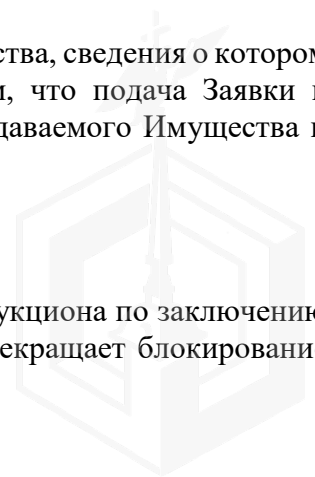 ства, сведения о котором
и, что подача Заявки
даваемого Имущества
укциона по заключению
екращает блокировани